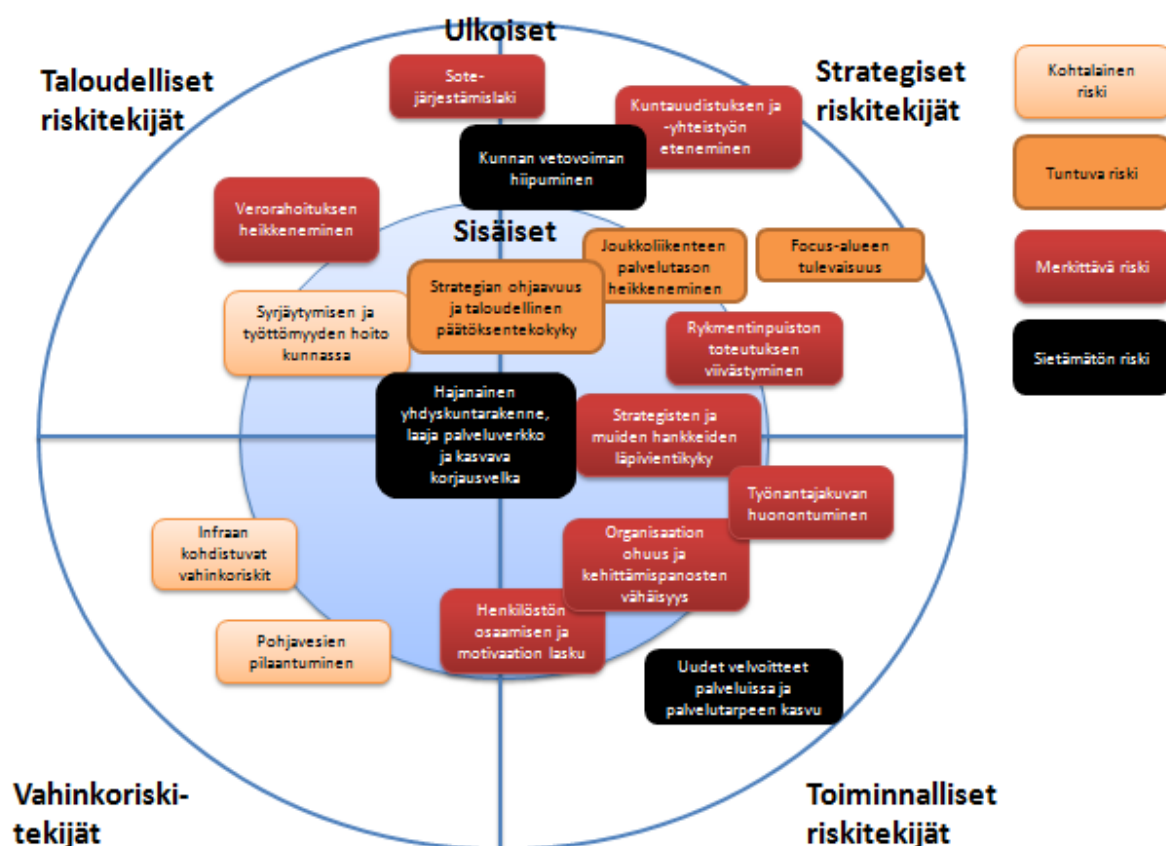 Ulkoiset
Taloudelliset
riskitekijät
Strategiset
riskitekijät
Sote-
järjestämislaki
Kuntauudistuksen ja
-yhteistyön
eteneminen
Kunnan vetovoiman
hiipuminen
Verorahoituksen
heikkeneminen
Sisäiset
Joukkoliikenteen
palvelutason
heikkeneminen
Focus-alueen
tulevaisuus
Strategian ohjaavuus
ja taloudellinen
päätöksentekokyky
Syrjäytymisen ja
työttömyyden hoito
kunnassa
Rykmentinpuiston
toteutuksen
viivästyminen
Hajanainen
yhdyskuntarakenne,
laaja palveluverkko
ja kasvava
korjausvelka
Strategisten ja
muiden hankkeiden
läpivientikyky
Työnantajakuvan
huonontuminen
Infraan
kohdistuvat
vahinkoriskit
Organisaation
ohuus ja
kehittämispanosten
vähäisyys
Henkilöstön
osaamisen ja
motivaation lasku
Pohjavesien
pilaantuminen
Uudet velvoitteet
palveluissa ja
palvelutarpeen kasvu
Vahinkoriski-
tekijät
Toiminnalliset
riskitekijät
Kohtalainen
riski
Tuntuva riski
Merkittävä riski
Sietämätön riski